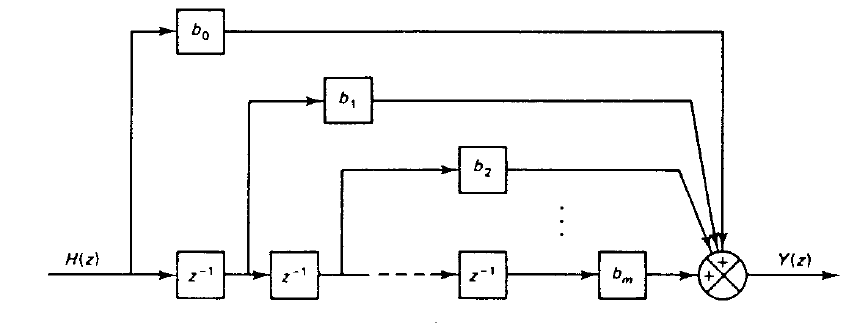 b₀
b₁
b₂
H(z)
z⁻¹
z⁻¹
z⁻¹
bₘ
+
+
Y(z)